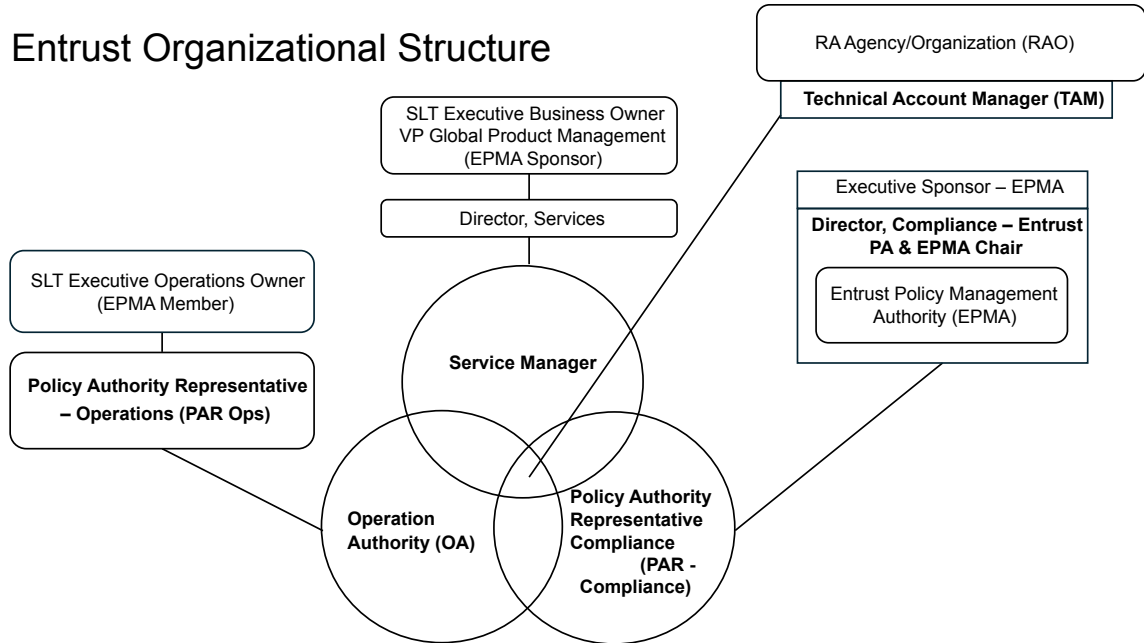 Entrust Organizational Structure
RA Agency/Organization (RAO)
Technical Account Manager (TAM)
SLT Executive Business Owner
VP Global Product Management
(EPMA Sponsor)
Director, Services
Executive Sponsor – EPMA
Director, Compliance – Entrust
PA & EPMA Chair
Entrust Policy Management
Authority (EPMA)
SLT Executive Operations Owner
(EPMA Member)
Policy Authority Representative
– Operations (PAR Ops)
Service Manager
Operation
Authority (OA)
Policy Authority
Representative
Compliance
(PAR -
Compliance)